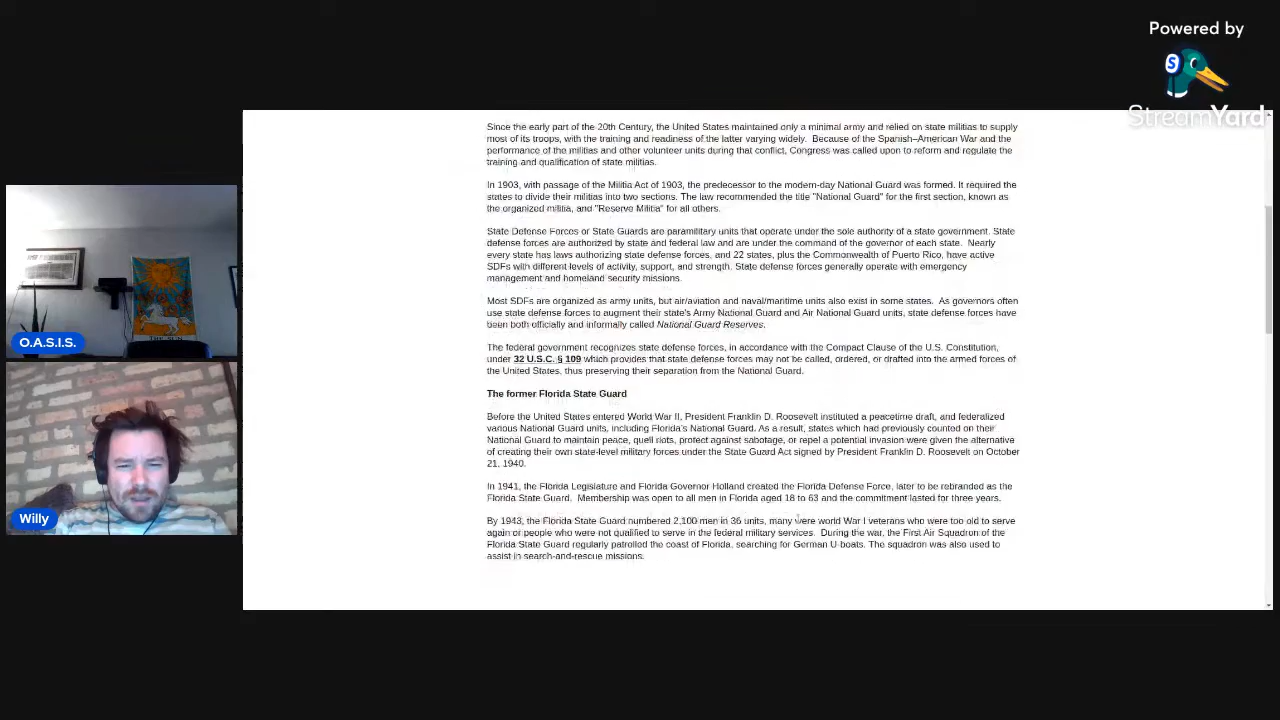 Powered by
S
StreamYard
Since the early part of the 20th Century, the United States maintained only a minimal army and relied on state militias to supply
most of its troops, with the training and readiness of the latter varying widely.  Because of the Spanish–American War and the
performance of the militias and other volunteer units during that conflict, Congress was called upon to reform and regulate the
training and qualification of state militias.
In 1903, with passage of the Militia Act of 1903, the predecessor to the modern-day National Guard was formed. It required the
states to divide their militias into two sections. The law recommended the title "National Guard" for the first section, known as
the organized militia, and "Reserve Militia" for all others.
State Defense Forces or State Guards are paramilitary units that operate under the sole authority of a state government. State
defense forces are authorized by state and federal law and are under the command of the governor of each state.  Nearly
every state has laws authorizing state defense forces, and 22 states, plus the Commonwealth of Puerto Rico, have active
SDFs with different levels of activity, support, and strength. State defense forces generally operate with emergency
management and homeland security missions.
Most SDFs are organized as army units, but air/aviation and naval/maritime units also exist in some states.  As governors often
use state defense forces to augment their state's Army National Guard and Air National Guard units, state defense forces have
been both officially and informally called National Guard Reserves.
The federal government recognizes state defense forces, in accordance with the Compact Clause of the U.S. Constitution,
under 32 U.S.C. § 109 which provides that state defense forces may not be called, ordered, or drafted into the armed forces of
the United States, thus preserving their separation from the National Guard.
The former Florida State Guard
Before the United States entered World War II, President Franklin D. Roosevelt instituted a peacetime draft, and federalized
various National Guard units, including Florida's National Guard. As a result, states which had previously counted on their
National Guard to maintain peace, quell riots, protect against sabotage, or repel a potential invasion were given the alternative
of creating their own state-level military forces under the State Guard Act signed by President Franklin D. Roosevelt on October
21, 1940.
In 1941, the Florida Legislature and Florida Governor Holland created the Florida Defense Force, later to be rebranded as the
Florida State Guard.  Membership was open to all men in Florida aged 18 to 63 and the commitment lasted for three years.
By 1943, the Florida State Guard numbered 2,100 men in 36 units, many were world War I veterans who were too old to serve
again or people who were not qualified to serve in the federal military services.  During the war, the First Air Squadron of the
Florida State Guard regularly patrolled the coast of Florida, searching for German U-boats. The squadron was also used to
assist in search-and-rescue missions.
O.A.S.I.S.
Willy
THE SUN